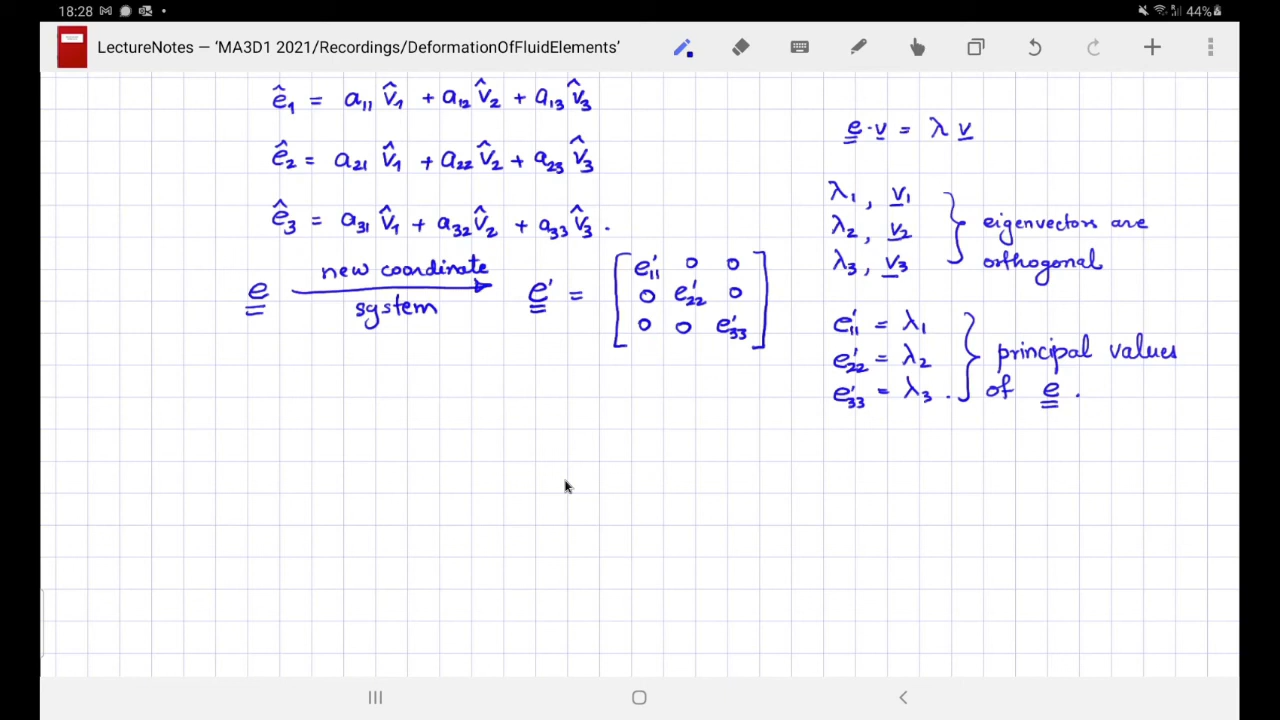 18:28 44%
LectureNotes — ‘MA3D1 2021/Recordings/DeformationOfFluidElements’
ê₁ = a₁₁ v̂₁ + a₁₂ v̂₂ + a₁₃ v̂₃
ê₂ = a₂₁ v̂₁ + a₂₂ v̂₂ + a₂₃ v̂₃
ê₃ = a₃₁ v̂₁ + a₃₂ v̂₂ + a₃₃ v̂₃ .
e new coordinate system → e' =
[ e'₁₁ 0 0
0 e'₂₂ 0
0 0 e'₃₃ ]
e · v = λ v
λ₁ , v₁
λ₂ , v₂
λ₃ , v₃
} eigenvectors are
orthogonal
e'₁₁ = λ₁
e'₂₂ = λ₂
e'₃₃ = λ₃ .
} principal values
of e .